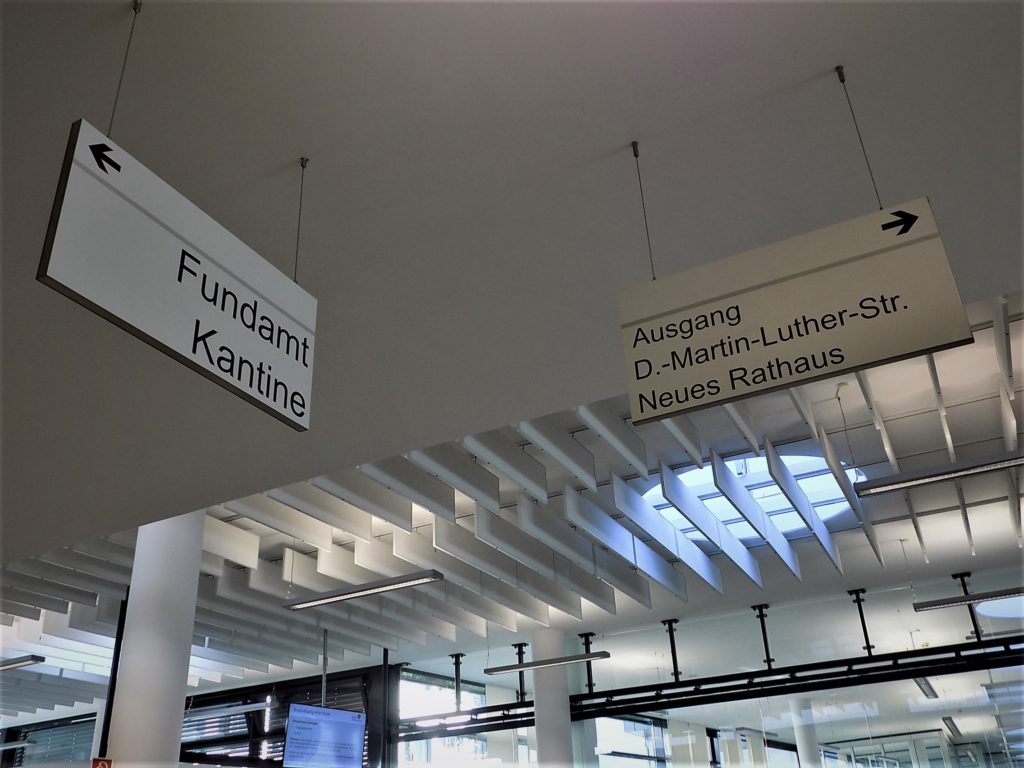 Fundamt
Kantine
Ausgang
D.-Martin-Luther-Str.
Neues Rathaus